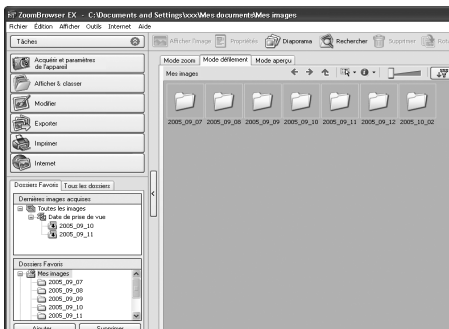 ZoomBrowser EX - C:\Documents and Settings\xxx\Mes documents\Mes images
Fichier Edition Afficher Outils Internet Aide
Tâches
Afficher l'image Propriétés Diaporama Rechercher Supprimer
Acquérir et paramètres
de l'appareil
Afficher & classer
Modifier
Exporter
Imprimer
Internet
Mode zoom Mode défilement Mode aperçu
Mes images
2005_09_07 2005_09_08 2005_09_09 2005_09_10 2005_09_11 2005_09_12 2005_10_02
Dossiers Favoris Tous les dossiers
Dernières images acquises
Toutes les images
Date de prise de vue
2005_09_10
2005_09_11
Dossiers Favoris
Mes images
2005_09_07
2005_09_08
2005_09_09
2005_09_10
2005_09_11
Ajouter Supprimer